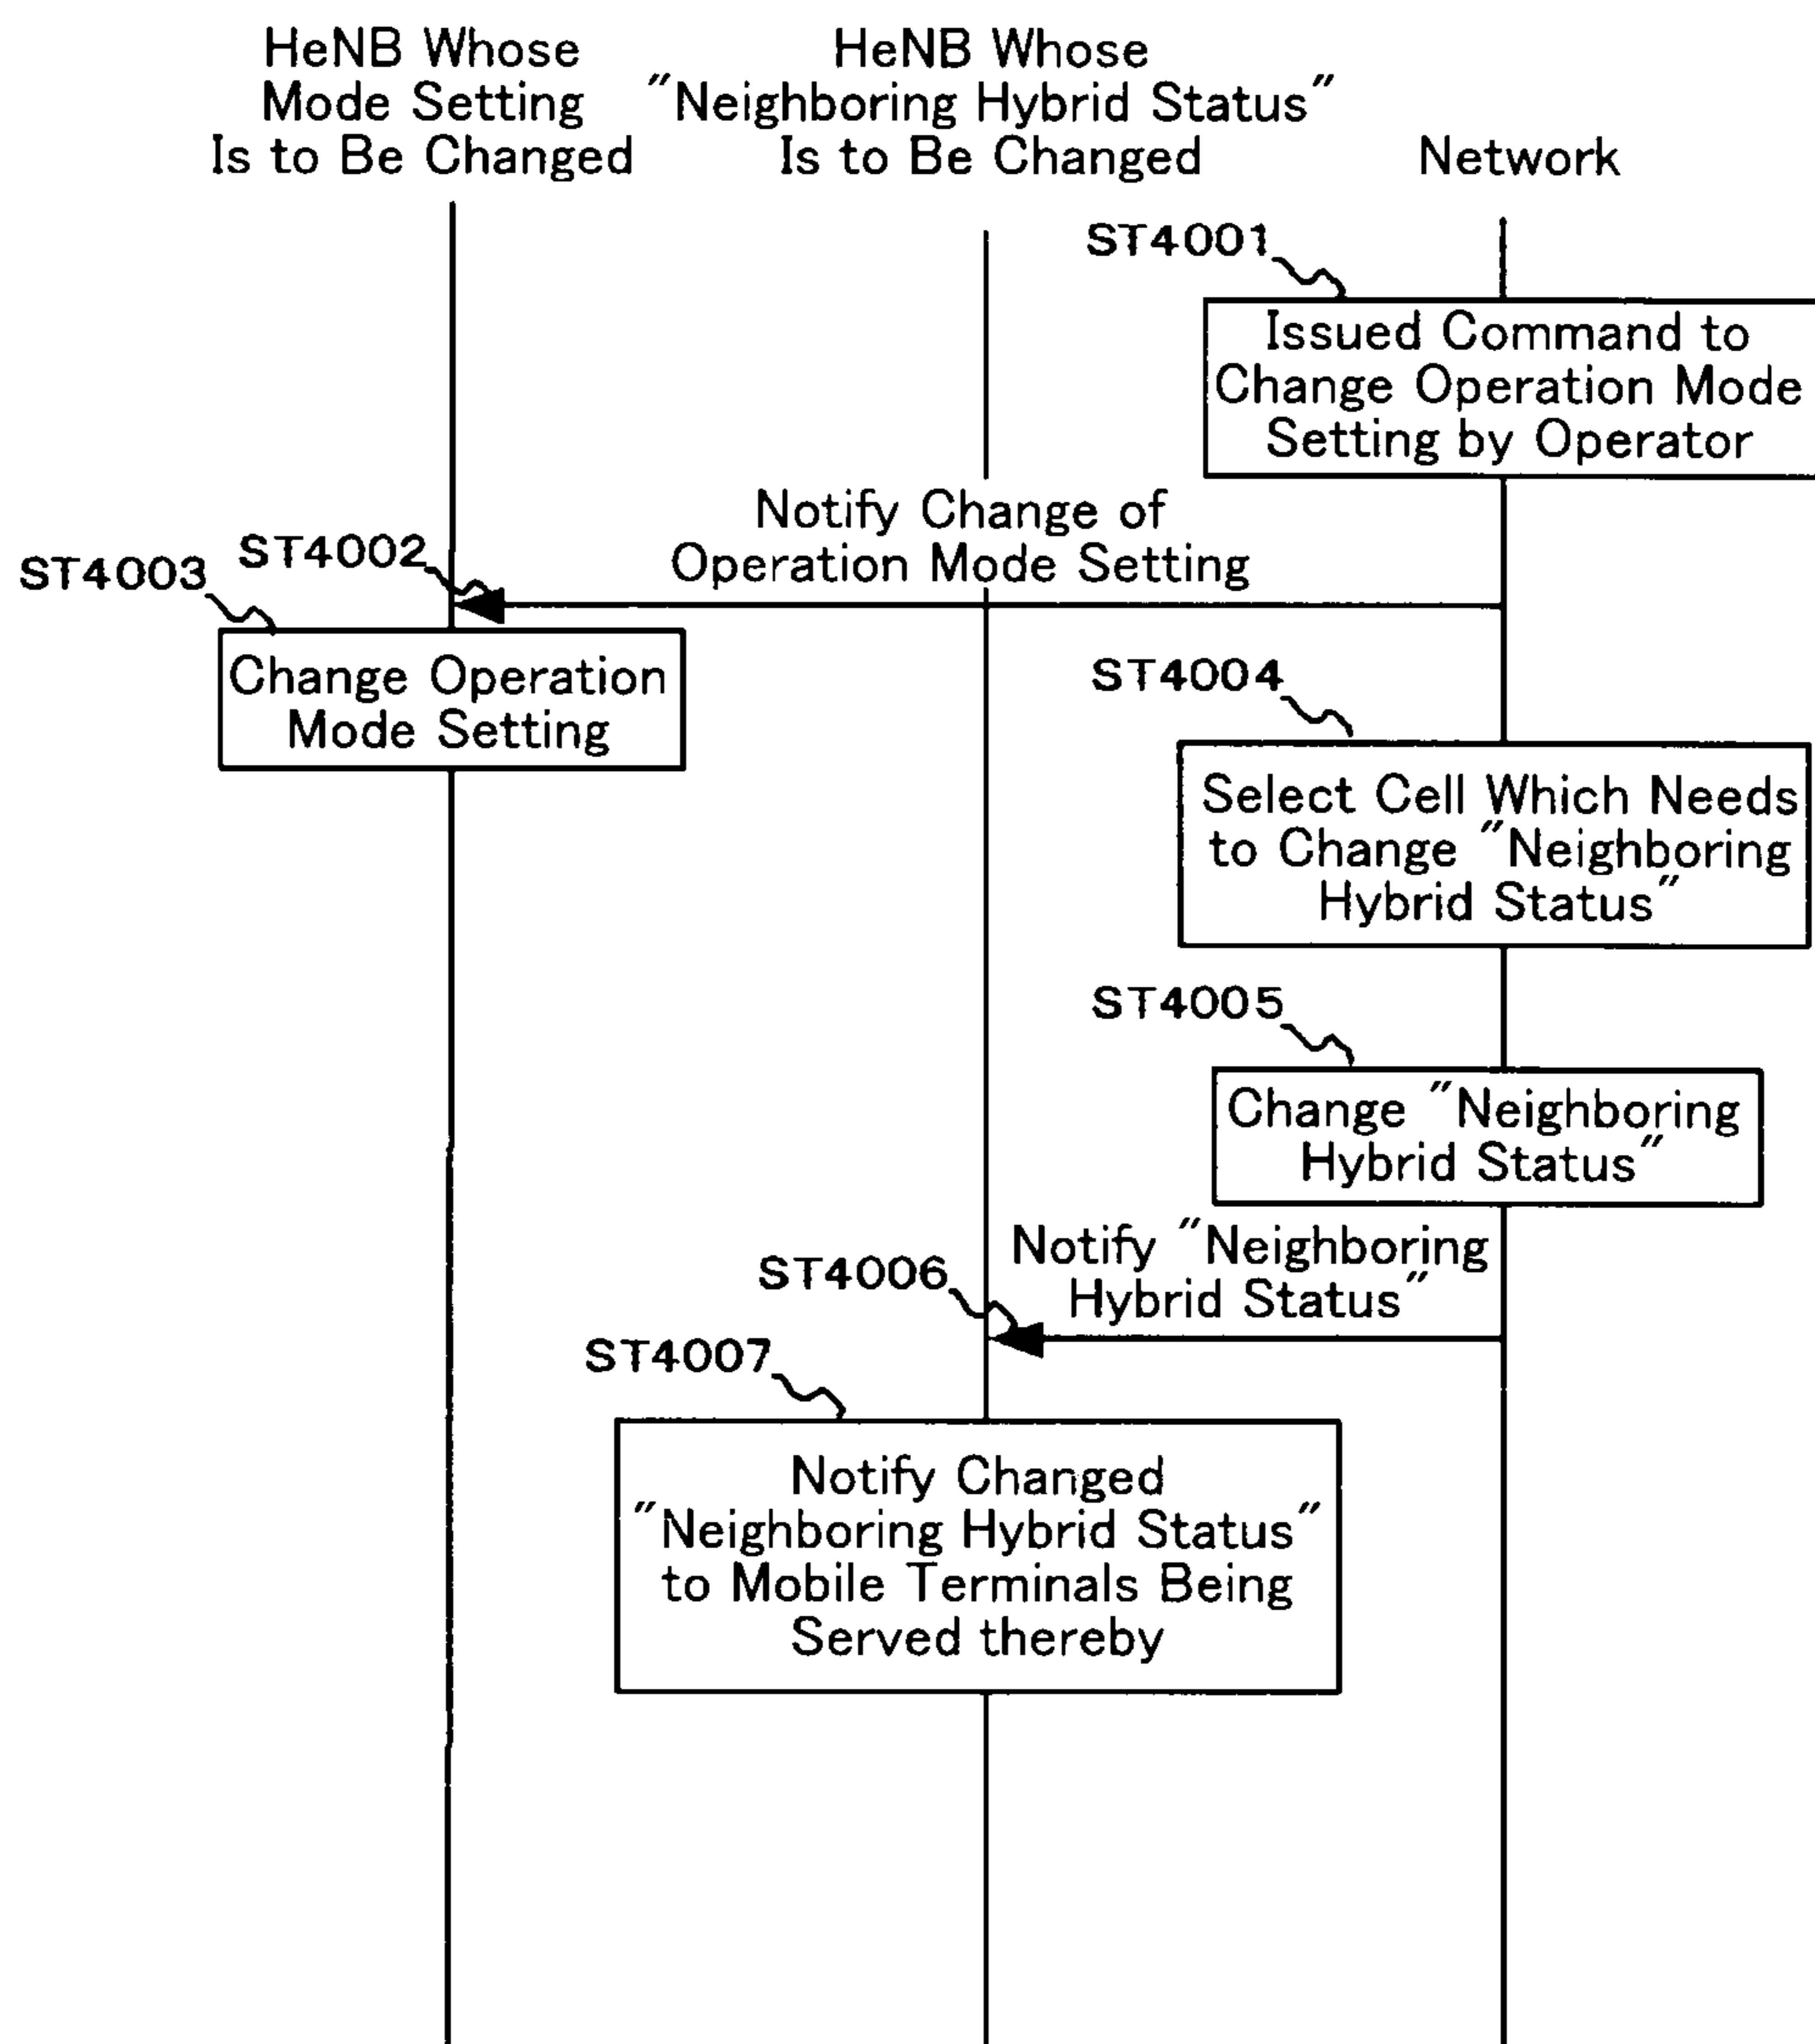 HeNB Whose
Mode Setting
Is to Be Changed
HeNB Whose
"Neighboring Hybrid Status"
Is to Be Changed
Network
ST4001
Issued Command to
Change Operation Mode
Setting by Operator
Notify Change of
Operation Mode Setting
ST4002
ST4003
Change Operation
Mode Setting
ST4004
Select Cell Which Needs
to Change "Neighboring
Hybrid Status"
ST4005
Change "Neighboring
Hybrid Status"
Notify "Neighboring
Hybrid Status"
ST4006
ST4007
Notify Changed
"Neighboring Hybrid Status"
to Mobile Terminals Being
Served thereby